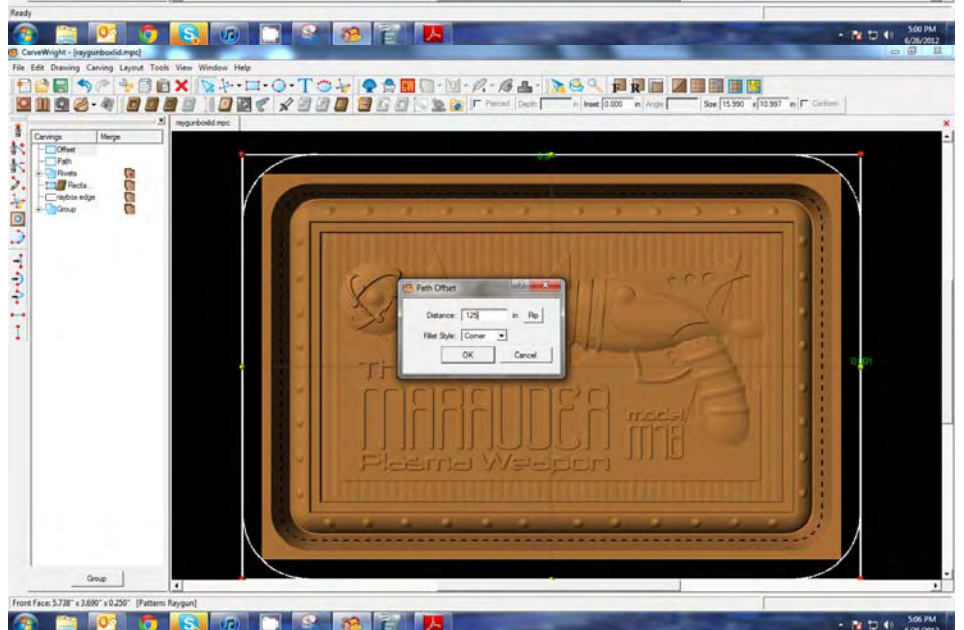 Ready
5:00 PM
6/26/2012
CarveWright - [raygunboxlid.mpc]
File Edit Drawing Carving Layout Tools View Window Help
Pierced Depth: in Inset: 0.000 in Angle Size 15.990 x 10.997 in Conform
raygunboxlid.mpc
Carvings Merge
Offset
Path
Rivets
Recta...
raybox edge
Group
Path Offset
Distance: .125 in Flip
Fillet Style: Corner
OK Cancel
MARAUDER
model
M78
Plasma Weapon
Group
Front Face: 5.738" x 3.690" x 0.250" [Pattern: Raygun]
5:06 PM
6/26/2012